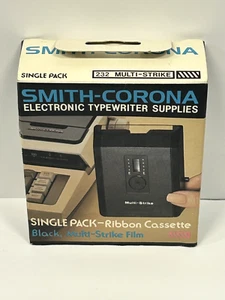 SMITH-CORONA
SINGLE PACK
232 MULTI-STRIKE
SMITH-CORONA
ELECTRONIC TYPEWRITER SUPPLIES
Multi-Strike
SINGLE PACK-Ribbon Cassette
Black, Multi-Strike Film